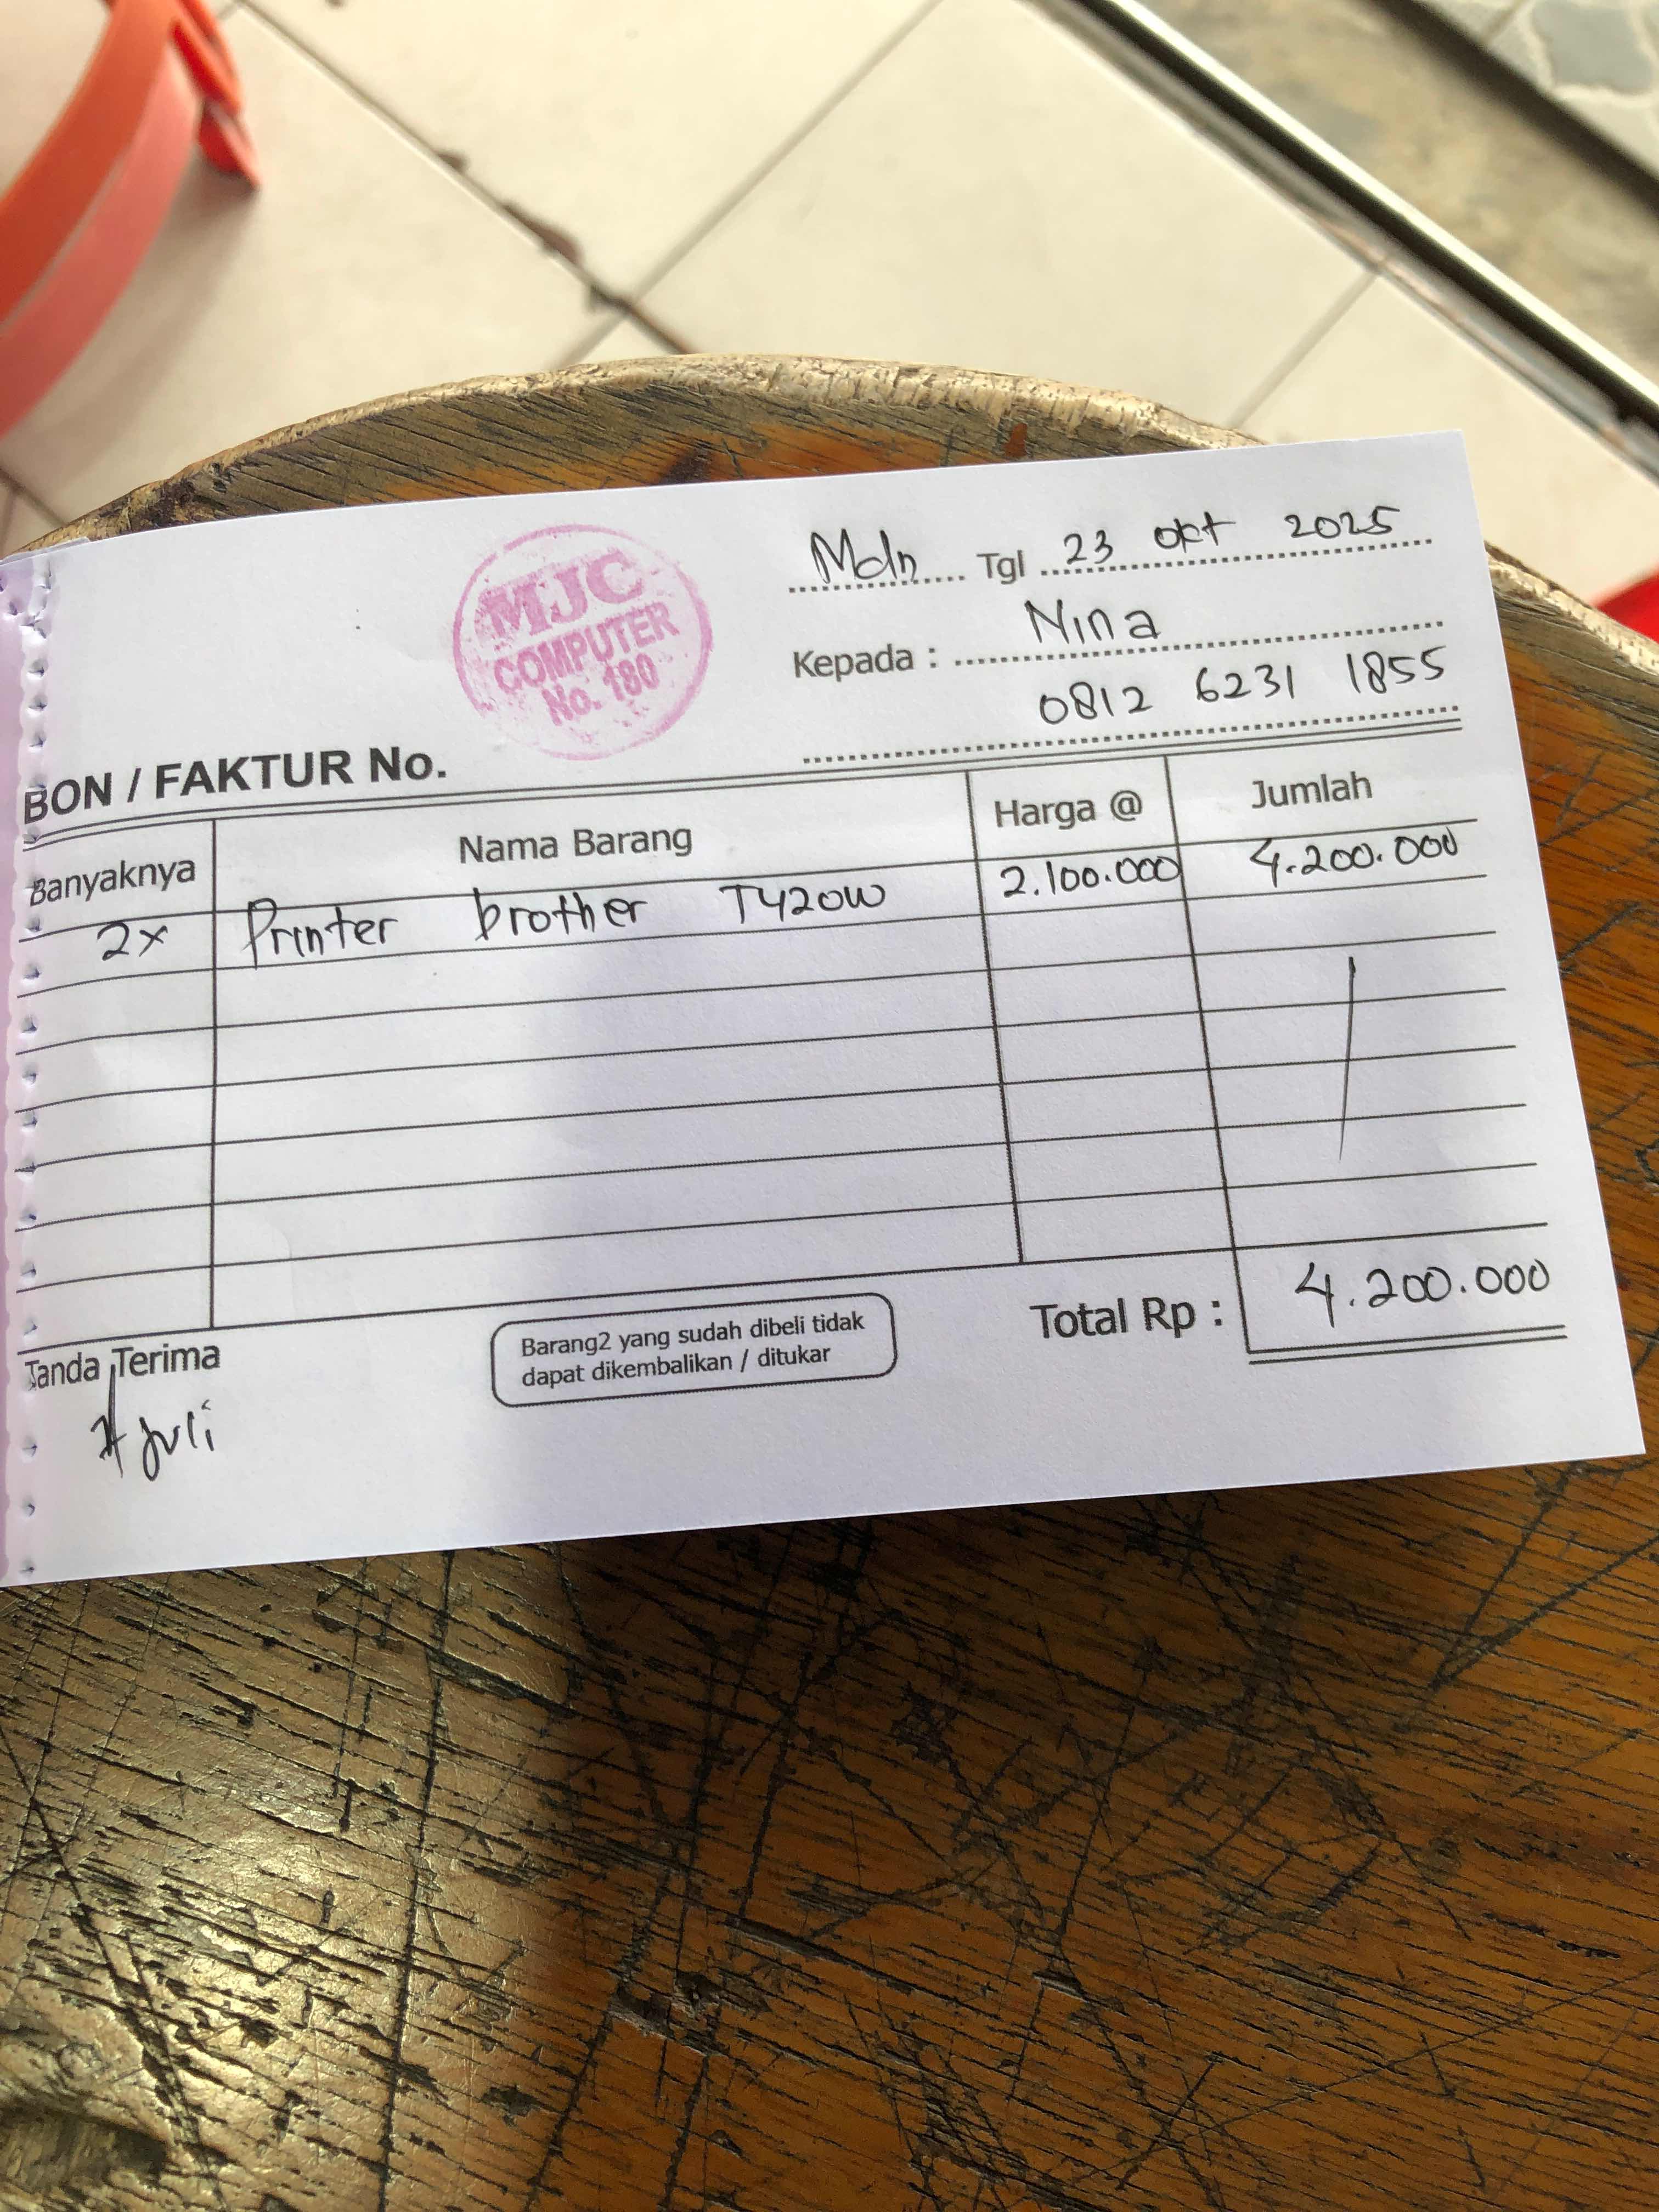 MJC
COMPUTER
No. 180
Mdn Tgl 23 okt 2025
Kepada : Nina
0812 6231 1855
BON / FAKTUR No.
Banyaknya Nama Barang Harga @ Jumlah
2x Printer brother T420W 2.100.000 4.200.000
Total Rp : 4.200.000
Tanda Terima
Barang2 yang sudah dibeli tidak
dapat dikembalikan / ditukar
Juli